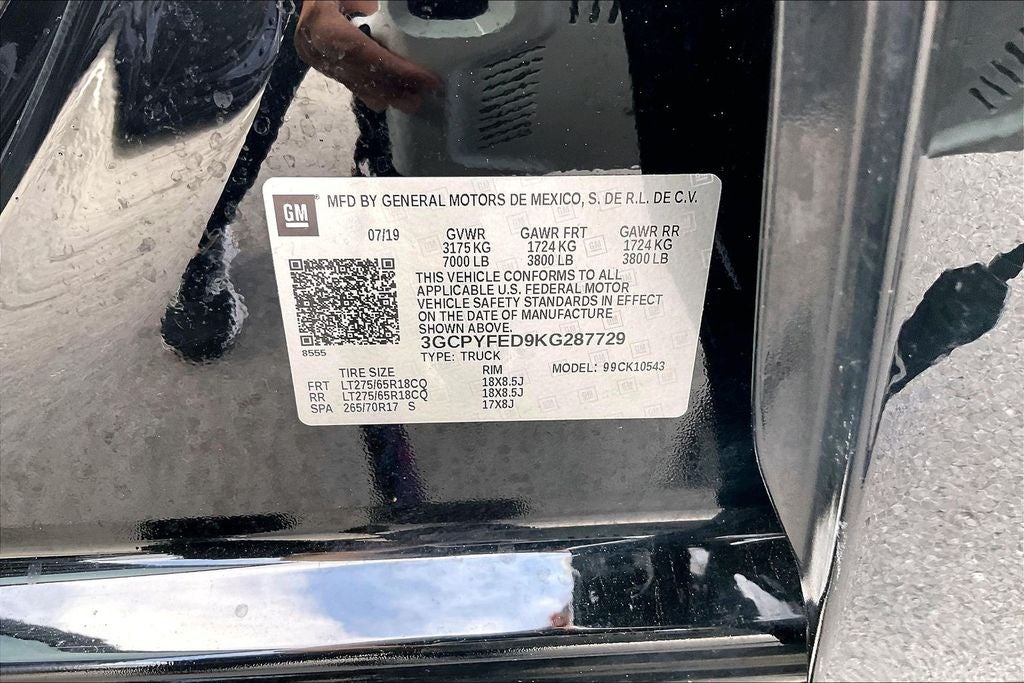 GM MFD BY GENERAL MOTORS DE MEXICO, S. DE R.L. DE C.V.
07/19 GVWR GAWR FRT GAWR RR
3175 KG 1724 KG 1724 KG
7000 LB 3800 LB 3800 LB
THIS VEHICLE CONFORMS TO ALL
APPLICABLE U.S. FEDERAL MOTOR
VEHICLE SAFETY STANDARDS IN EFFECT
ON THE DATE OF MANUFACTURE
SHOWN ABOVE.
3GCPYFED9KG287729
8555
TYPE: TRUCK
TIRE SIZE RIM MODEL: 99CK10543
FRT LT275/65R18CQ 18X8.5J
RR LT275/65R18CQ 18X8.5J
SPA 265/70R17 S 17X8J